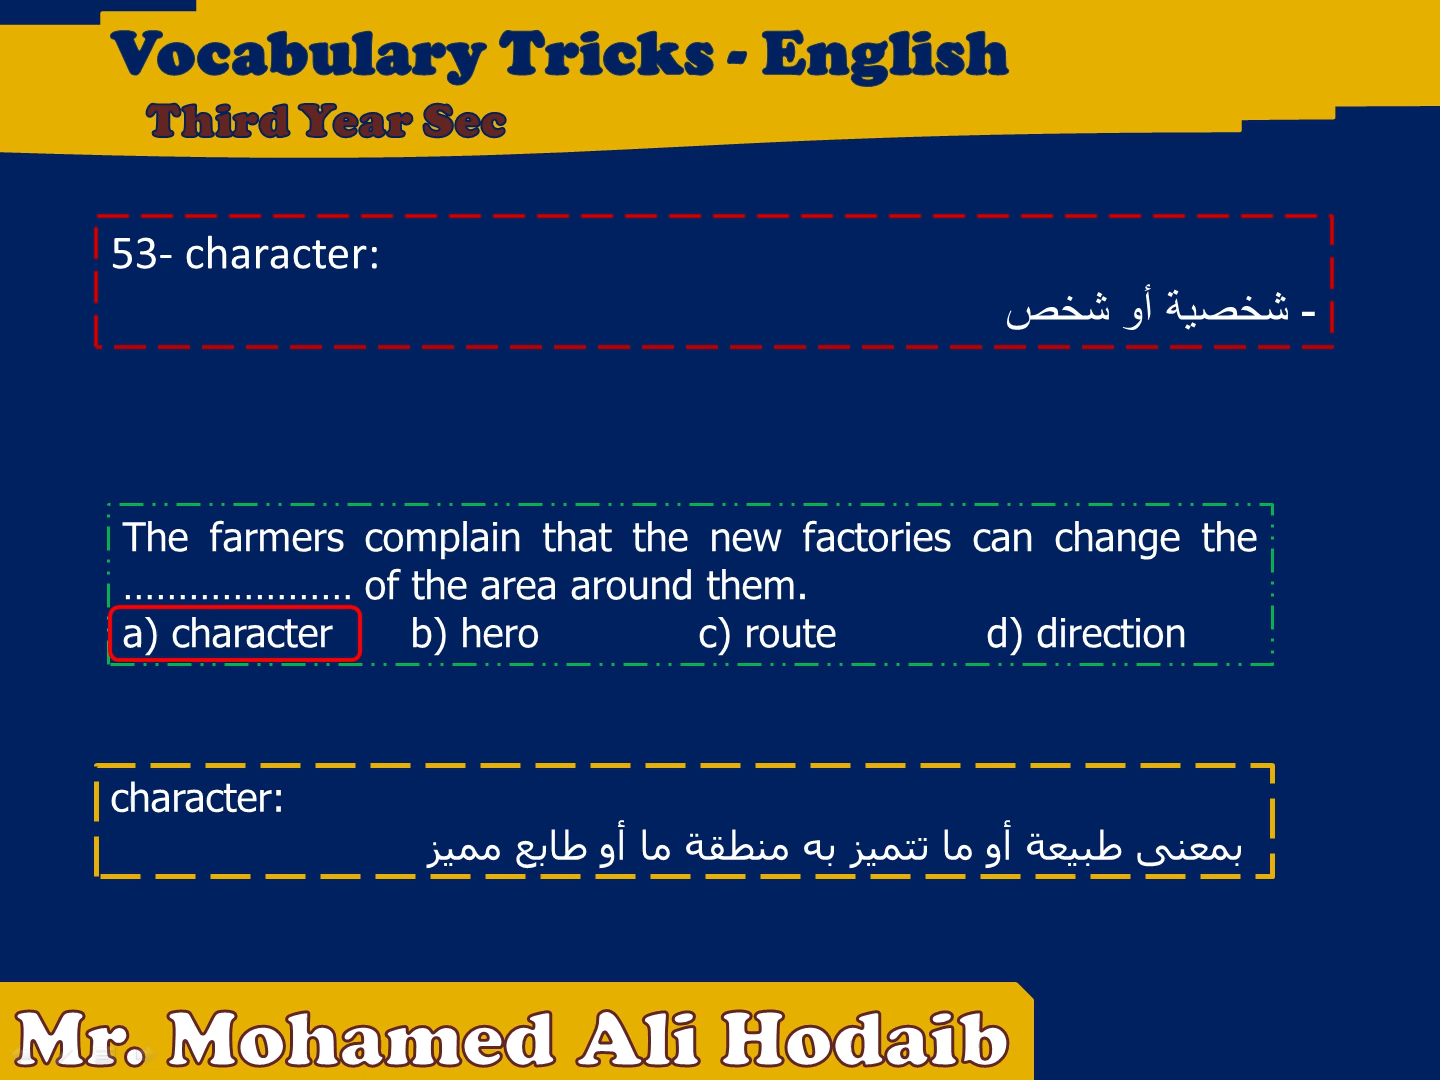 Vocabulary Tricks - English
Third Year Sec
53- character:
- شخصية أو شخص
The farmers complain that the new factories can change the
..................... of the area around them.
a) character b) hero c) route d) direction
character:
بمعنى طبيعة أو ما تتميز به منطقة ما أو طابع مميز
Mr. Mohamed Ali Hodaib